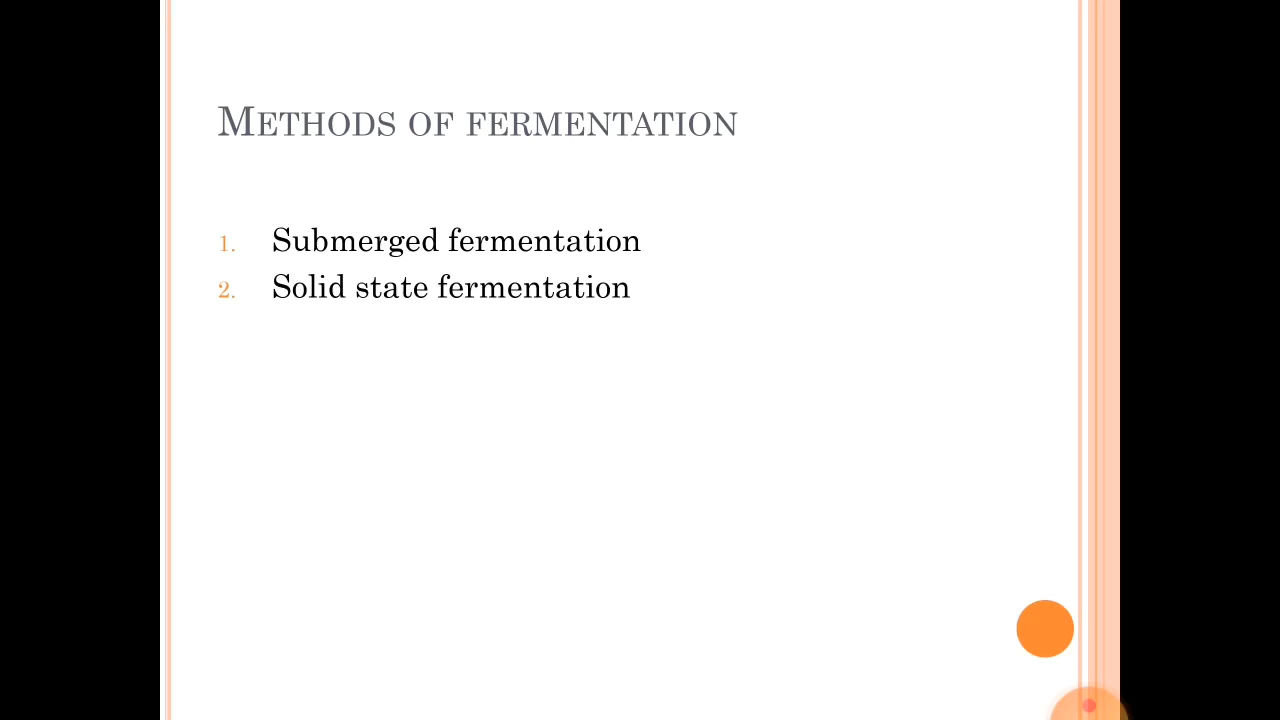 Methods of fermentation
1. Submerged fermentation
2. Solid state fermentation